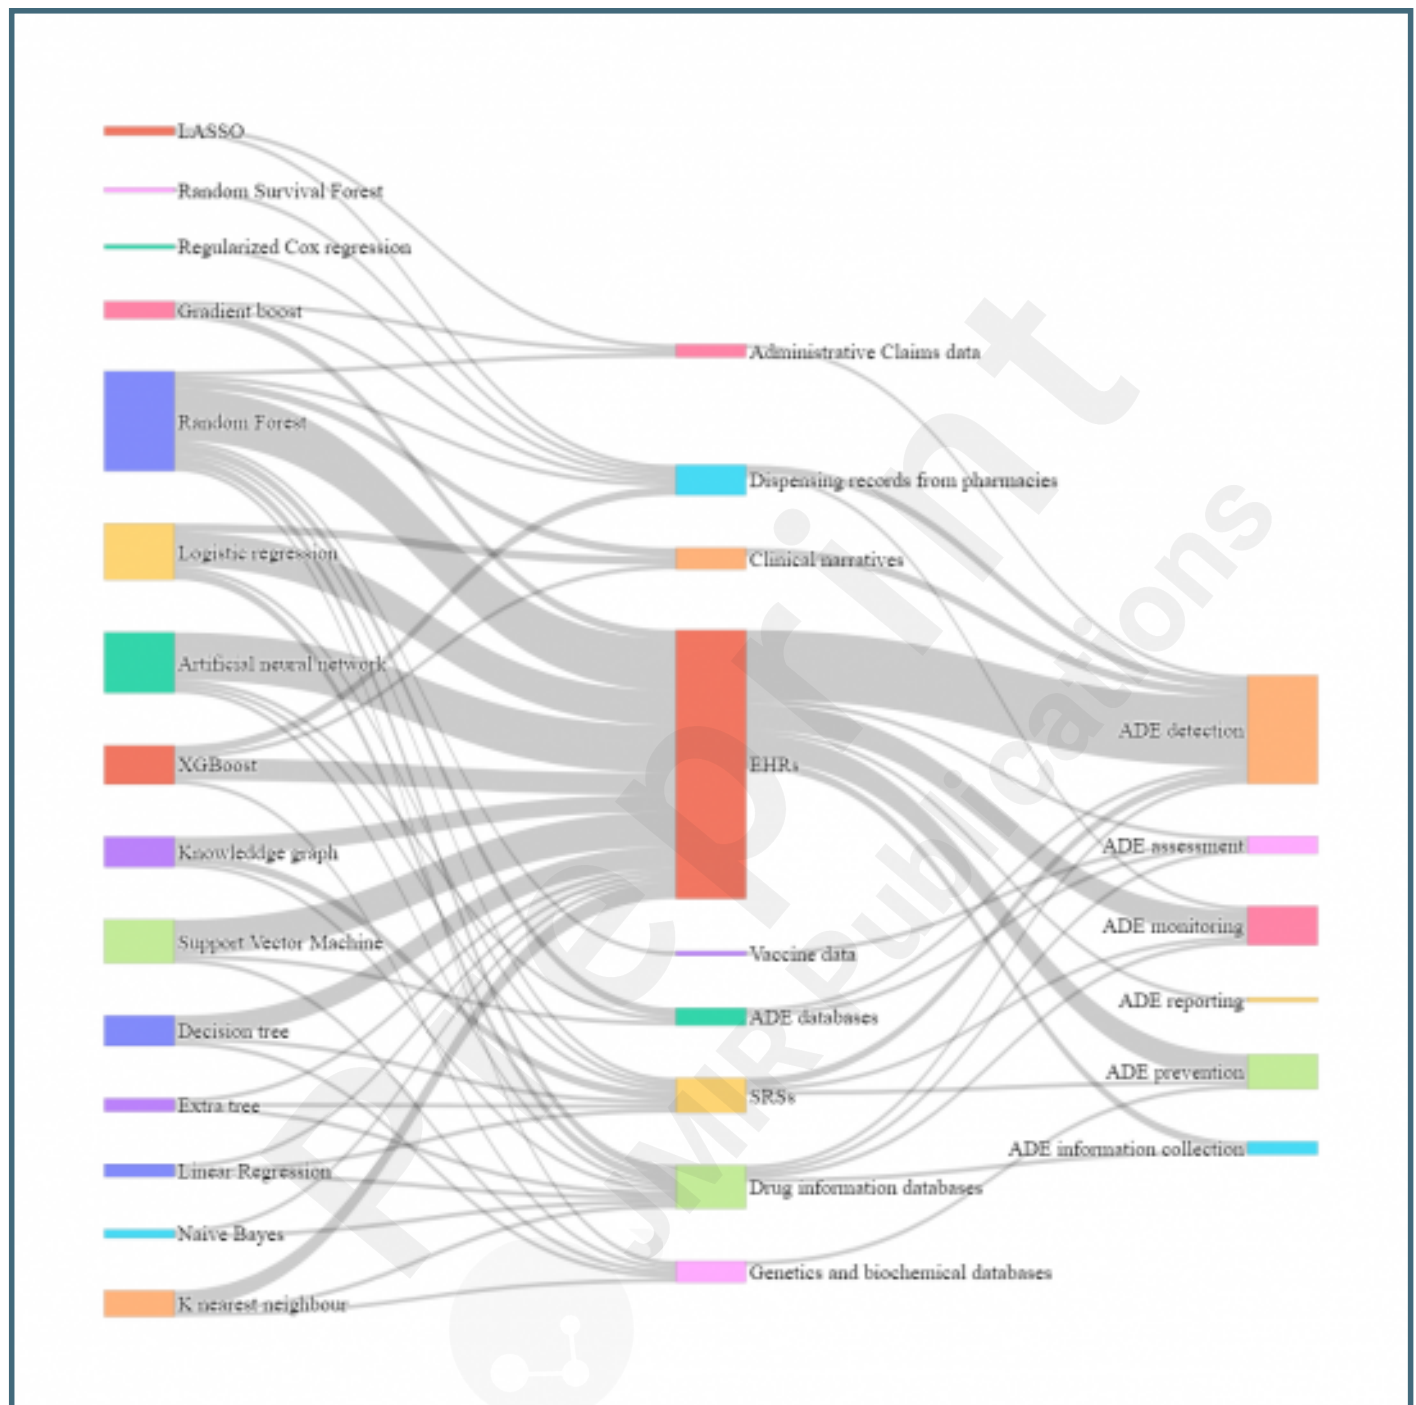 LASSO
Random Survival Forest
Regularized Cox regression
Gradient boost
Random Forest
Logistic regression
Artificial neural network
XGBoost
Knowleddge graph
Support Vector Machine
Decision tree
Extra tree
Linear Regression
Naive Bayes
K nearest neighbour
Administrative Claims data
Dispensing records from pharmacies
Clinical narratives
EHRs
Vaccine data
ADE databases
SRSs
Drug information databases
Genetics and biochemical databases
ADE detection
ADE assessment
ADE monitoring
ADE reporting
ADE prevention
ADE information collection
Preprint
JMIR Publications